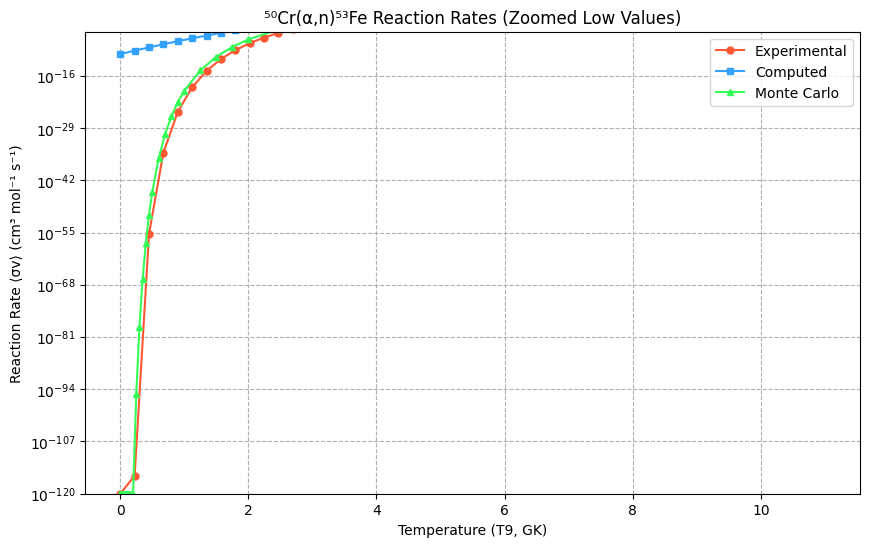 ⁵⁰Cr(α,n)⁵³Fe Reaction Rates (Zoomed Low Values)
Reaction Rate ⟨σv⟩ (cm³ mol⁻¹ s⁻¹)
10⁻¹⁶
10⁻²⁹
10⁻⁴²
10⁻⁵⁵
10⁻⁶⁸
10⁻⁸¹
10⁻⁹⁴
10⁻¹⁰⁷
10⁻¹²⁰
Experimental
Computed
Monte Carlo
0 2 4 6 8 10
Temperature (T9, GK)